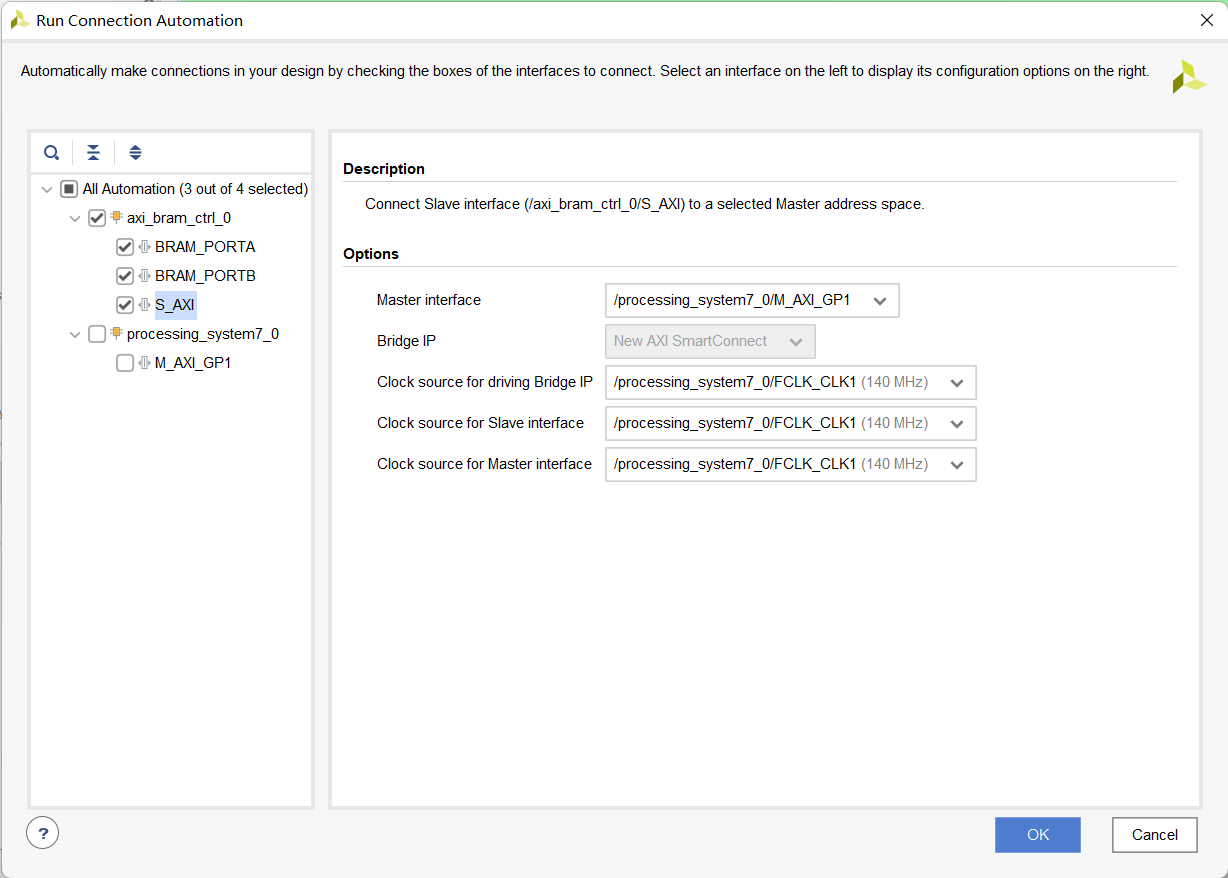 Run Connection Automation
Automatically make connections in your design by checking the boxes of the interfaces to connect. Select an interface on the left to display its configuration options on the right.
All Automation (3 out of 4 selected)
axi_bram_ctrl_0
BRAM_PORTA
BRAM_PORTB
S_AXI
processing_system7_0
M_AXI_GP1
Description
Connect Slave interface (/axi_bram_ctrl_0/S_AXI) to a selected Master address space.
Options
Master interface /processing_system7_0/M_AXI_GP1
Bridge IP New AXI SmartConnect
Clock source for driving Bridge IP /processing_system7_0/FCLK_CLK1 (140 MHz)
Clock source for Slave interface /processing_system7_0/FCLK_CLK1 (140 MHz)
Clock source for Master interface /processing_system7_0/FCLK_CLK1 (140 MHz)
?
OK
Cancel